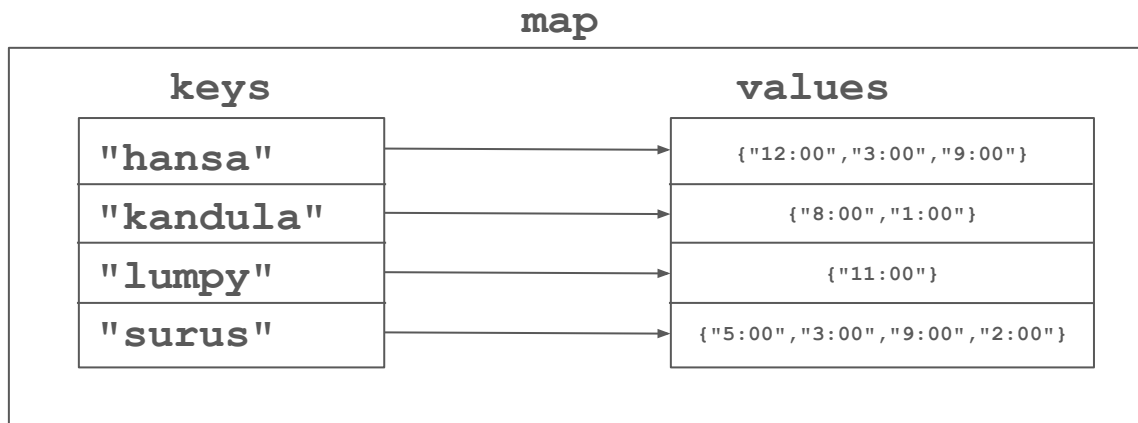 map
keys values
"hansa" {"12:00","3:00","9:00"}
"kandula" {"8:00","1:00"}
"lumpy" {"11:00"}
"surus" {"5:00","3:00","9:00","2:00"}